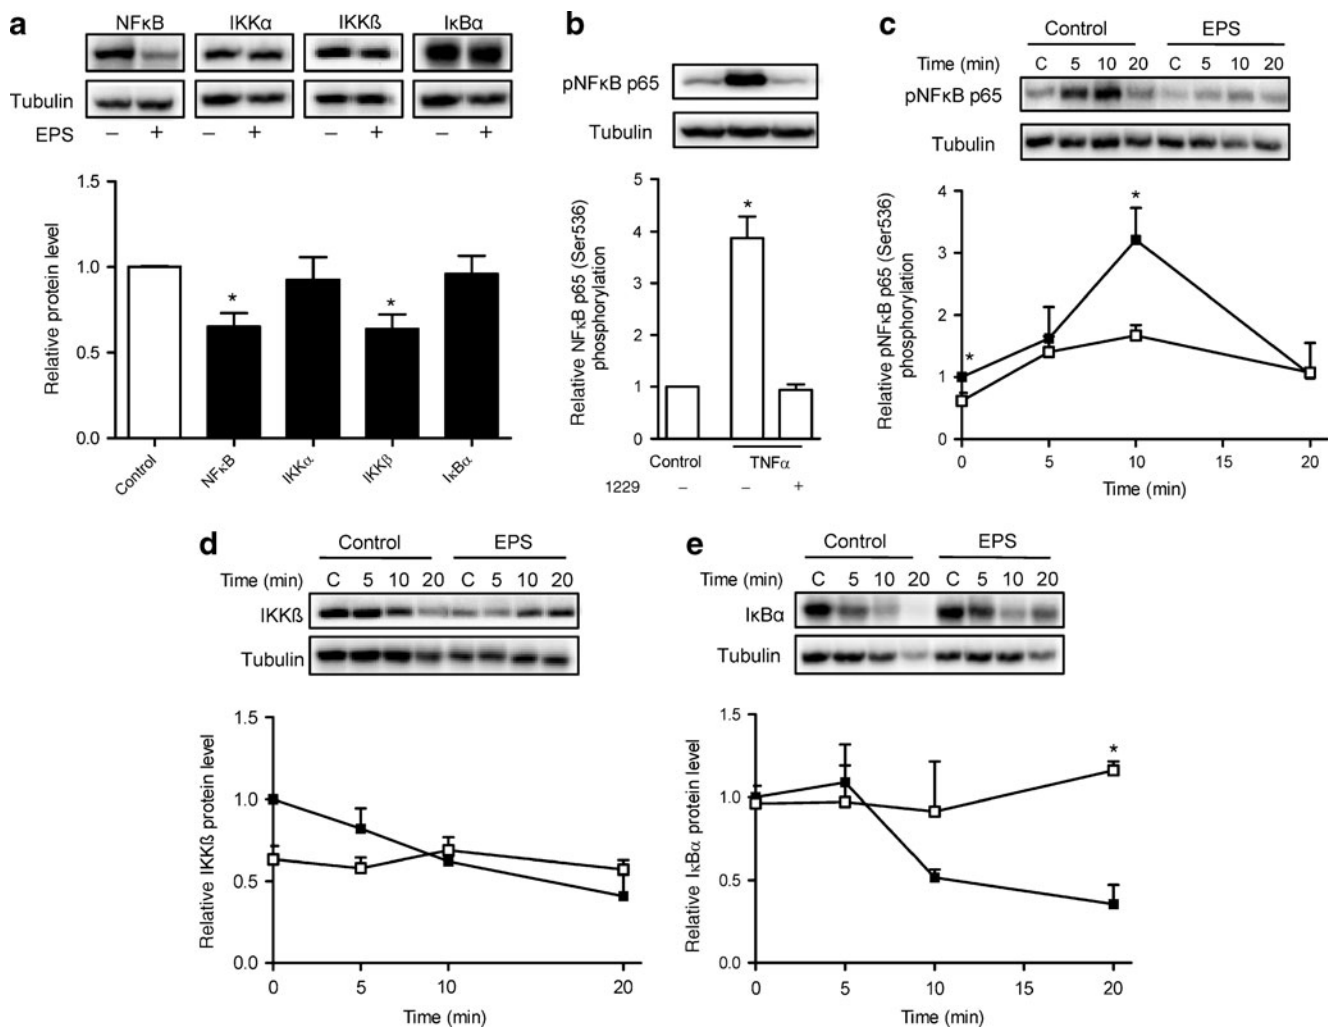 a
NFκB IKKα IKKß IκBα
Tubulin
EPS – + – + – + – +
Relative protein level
1.5
1.0
0.5
0.0
Control NFκB IKKα IKKβ IκBα
*
*
b
pNFκB p65
Tubulin
Relative NFκB p65 (Ser536)
phosphorylation
5
4
3
2
1
0
*
Control TNFα
1229 – – +
c
Control EPS
Time (min) C 5 10 20 C 5 10 20
pNFκB p65
Tubulin
Relative pNFκB p65 (Ser536)
phosphorylation
4
3
2
1
0
*
*
0 5 10 15 20
Time (min)
d
Control EPS
Time (min) C 5 10 20 C 5 10 20
IKKß
Tubulin
Relative IKKß protein level
1.5
1.0
0.5
0.0
0 5 10 20
Time (min)
e
Control EPS
Time (min) C 5 10 20 C 5 10 20
IκBα
Tubulin
Relative IκBα protein level
1.5
1.0
0.5
0.0
*
0 5 10 15 20
Time (min)